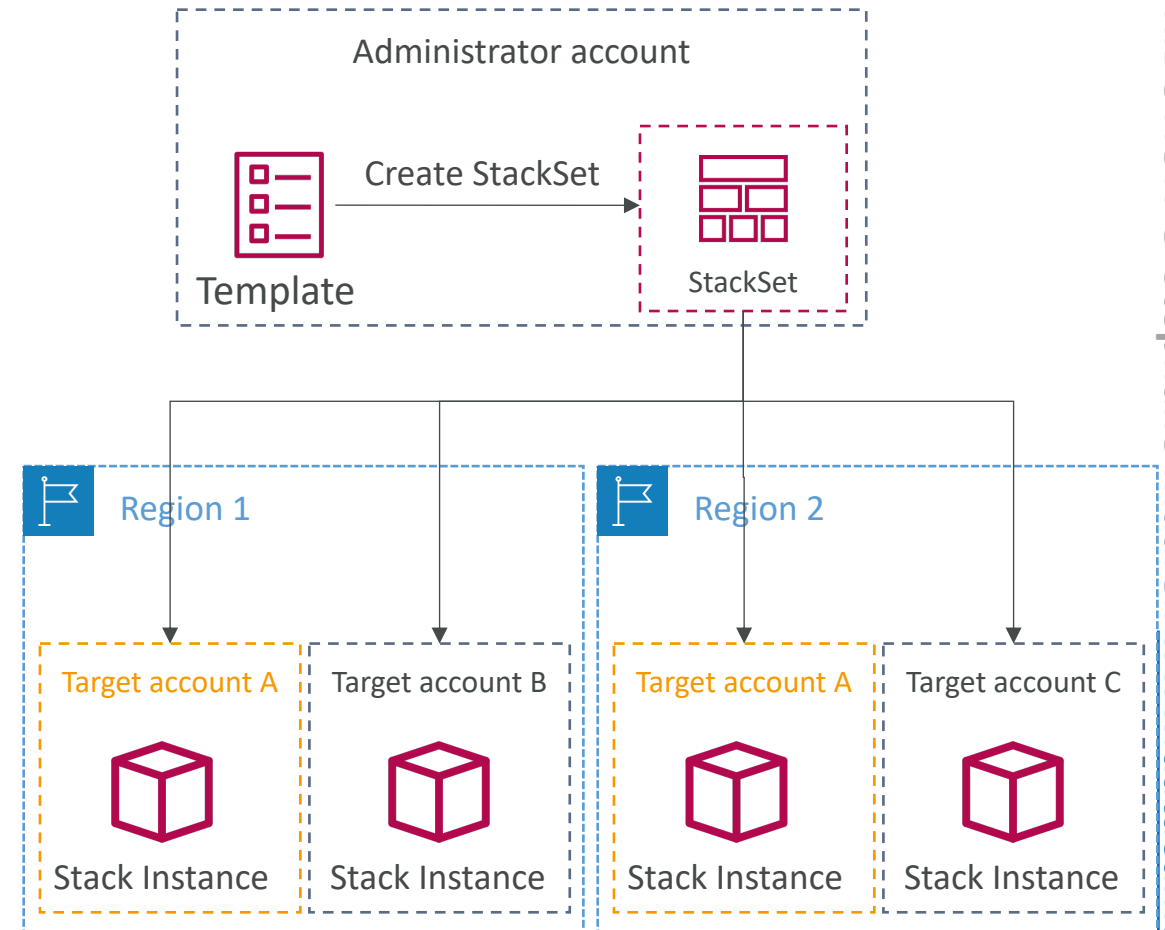 Administrator account
Create StackSet
Template
StackSet
Region 1
Region 2
Target account A
Target account B
Target account A
Target account C
Stack Instance
Stack Instance
Stack Instance
Stack Instance